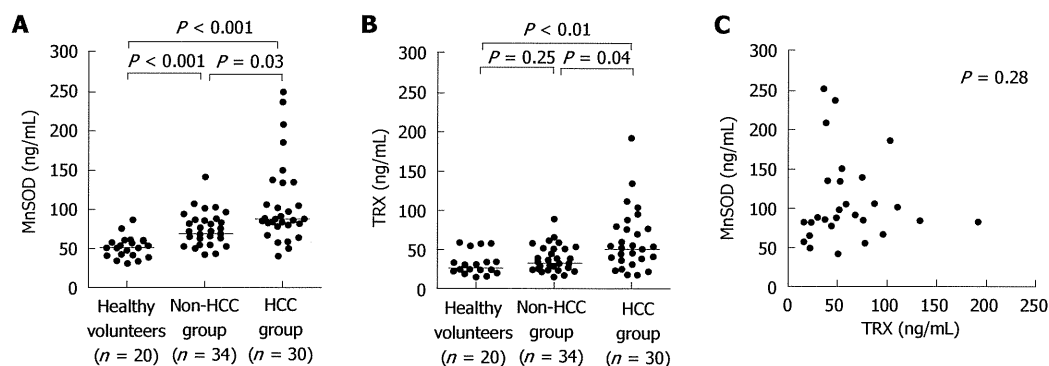 A
P < 0.001
P < 0.001 P = 0.03
300
250
200
150
100
50
0
MnSOD (ng/mL)
Healthy volunteers (n = 20)
Non-HCC group (n = 34)
HCC group (n = 30)
B
P < 0.01
P = 0.25 P = 0.04
300
250
200
150
100
50
0
TRX (ng/mL)
Healthy volunteers (n = 20)
Non-HCC group (n = 34)
HCC group (n = 30)
C
P = 0.28
300
250
200
150
100
50
0
MnSOD (ng/mL)
0 50 100 150 200 250
TRX (ng/mL)